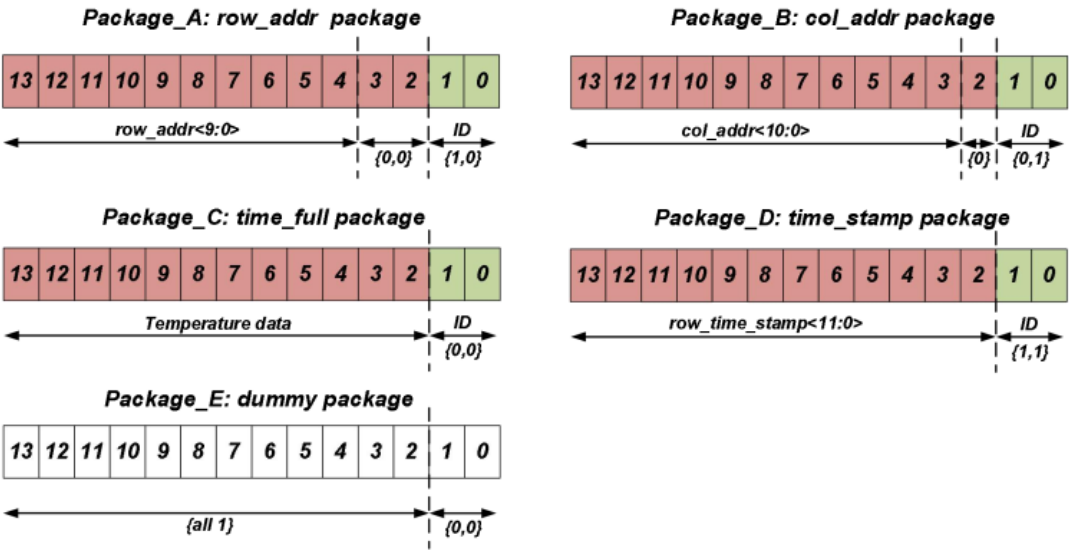 Package_A: row_addr package
13 12 11 10 9 8 7 6 5 4 3 2 1 0
row_addr<9:0>
{0,0}
ID
{1,0}
Package_B: col_addr package
13 12 11 10 9 8 7 6 5 4 3 2 1 0
col_addr<10:0>
{0}
ID
{0,1}
Package_C: time_full package
13 12 11 10 9 8 7 6 5 4 3 2 1 0
Temperature data
ID
{0,0}
Package_D: time_stamp package
13 12 11 10 9 8 7 6 5 4 3 2 1 0
row_time_stamp<11:0>
ID
{1,1}
Package_E: dummy package
13 12 11 10 9 8 7 6 5 4 3 2 1 0
{all 1}
{0,0}